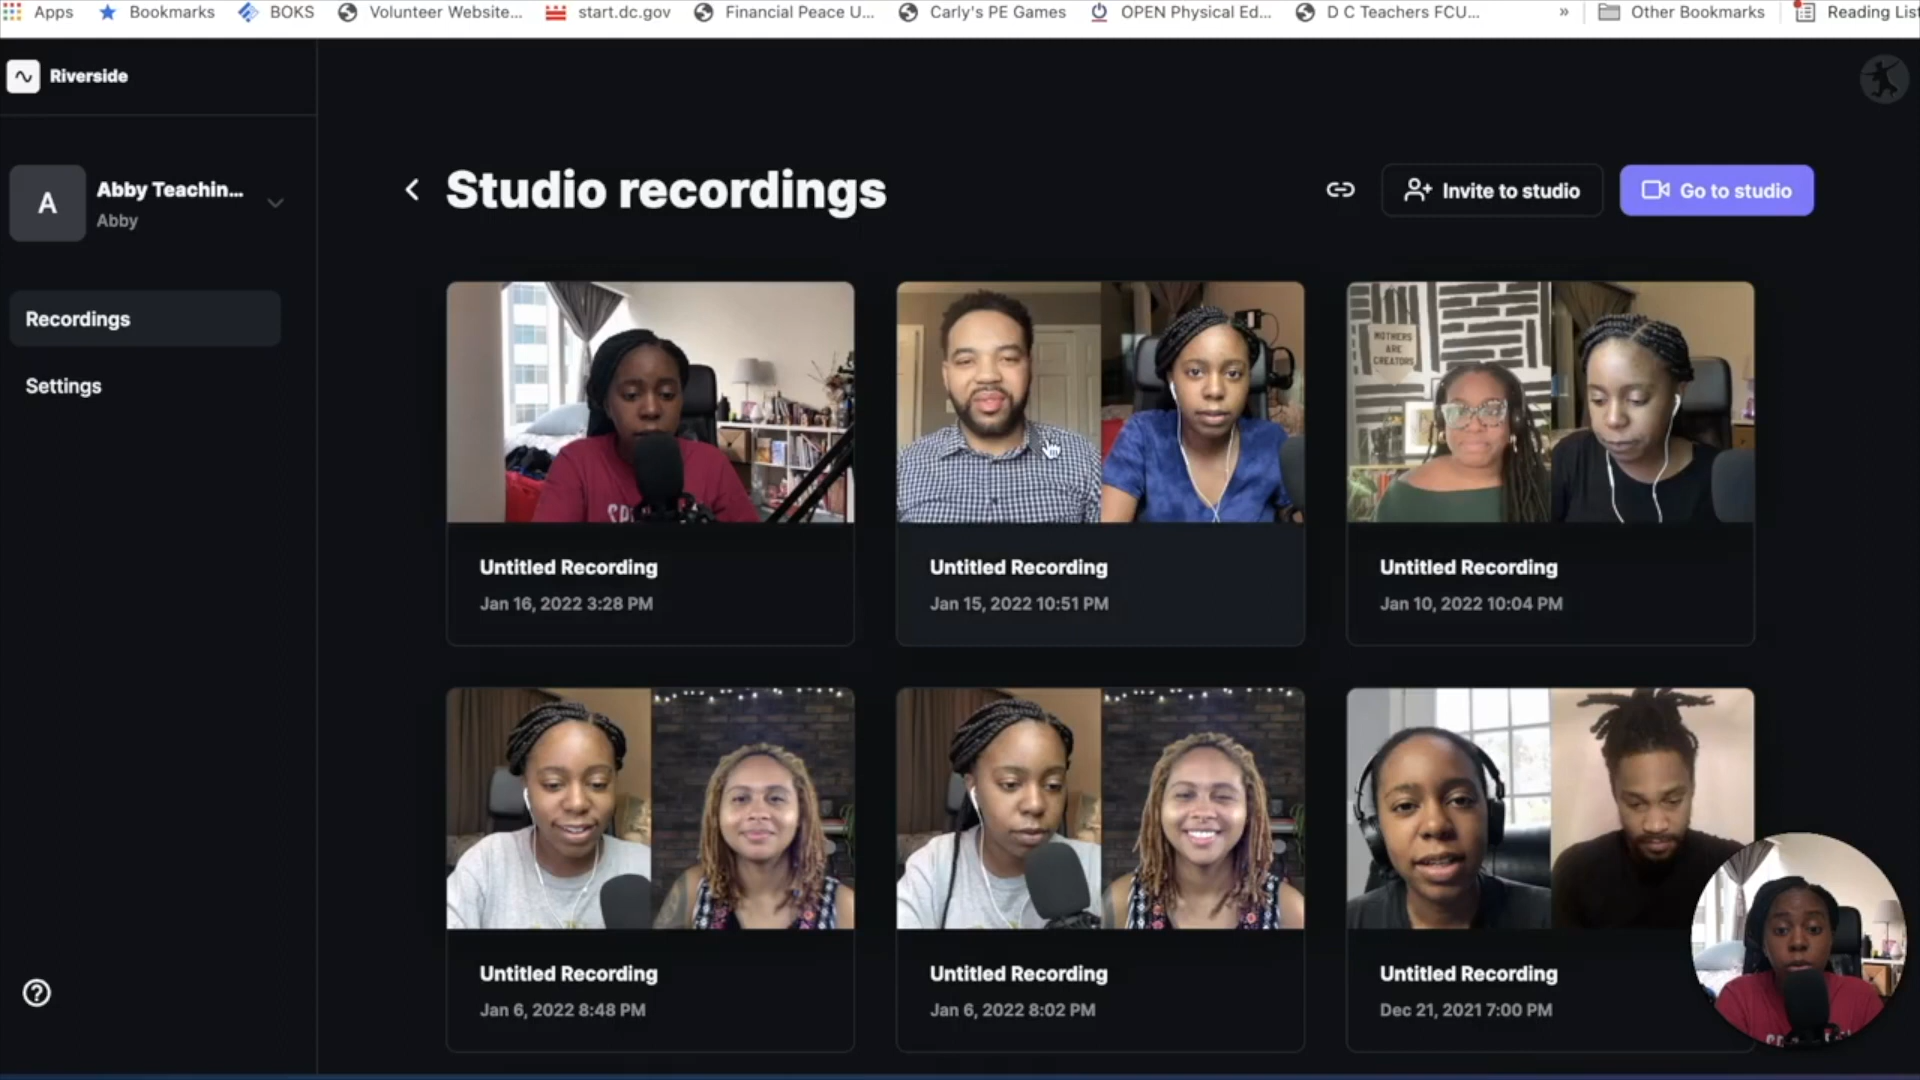 Apps
Bookmarks
BOKS
Volunteer Website...
start.dc.gov
Financial Peace U...
Carly's PE Games
OPEN Physical Ed...
D C Teachers FCU...
»
Other Bookmarks
Reading List
Riverside
A
Abby Teachin...
Abby
Recordings
Settings
Studio recordings
Invite to studio
Go to studio
MOTHERS
ARE
CREATORS
Untitled Recording
Jan 16, 2022 3:28 PM
Untitled Recording
Jan 15, 2022 10:51 PM
Untitled Recording
Jan 10, 2022 10:04 PM
Untitled Recording
Jan 6, 2022 8:48 PM
Untitled Recording
Jan 6, 2022 8:02 PM
Untitled Recording
Dec 21, 2021 7:00 PM